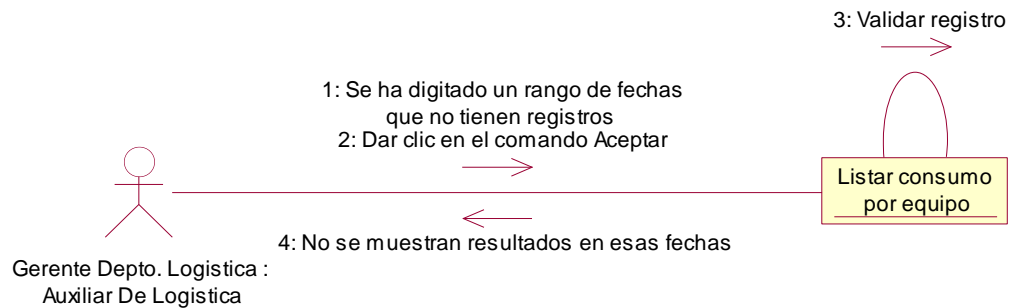 3: Validar registro
1: Se ha digitado un rango de fechas
que no tienen registros
2: Dar clic en el comando Aceptar
Listar consumo
por equipo
4: No se muestran resultados en esas fechas
Gerente Depto. Logistica :
Auxiliar De Logistica